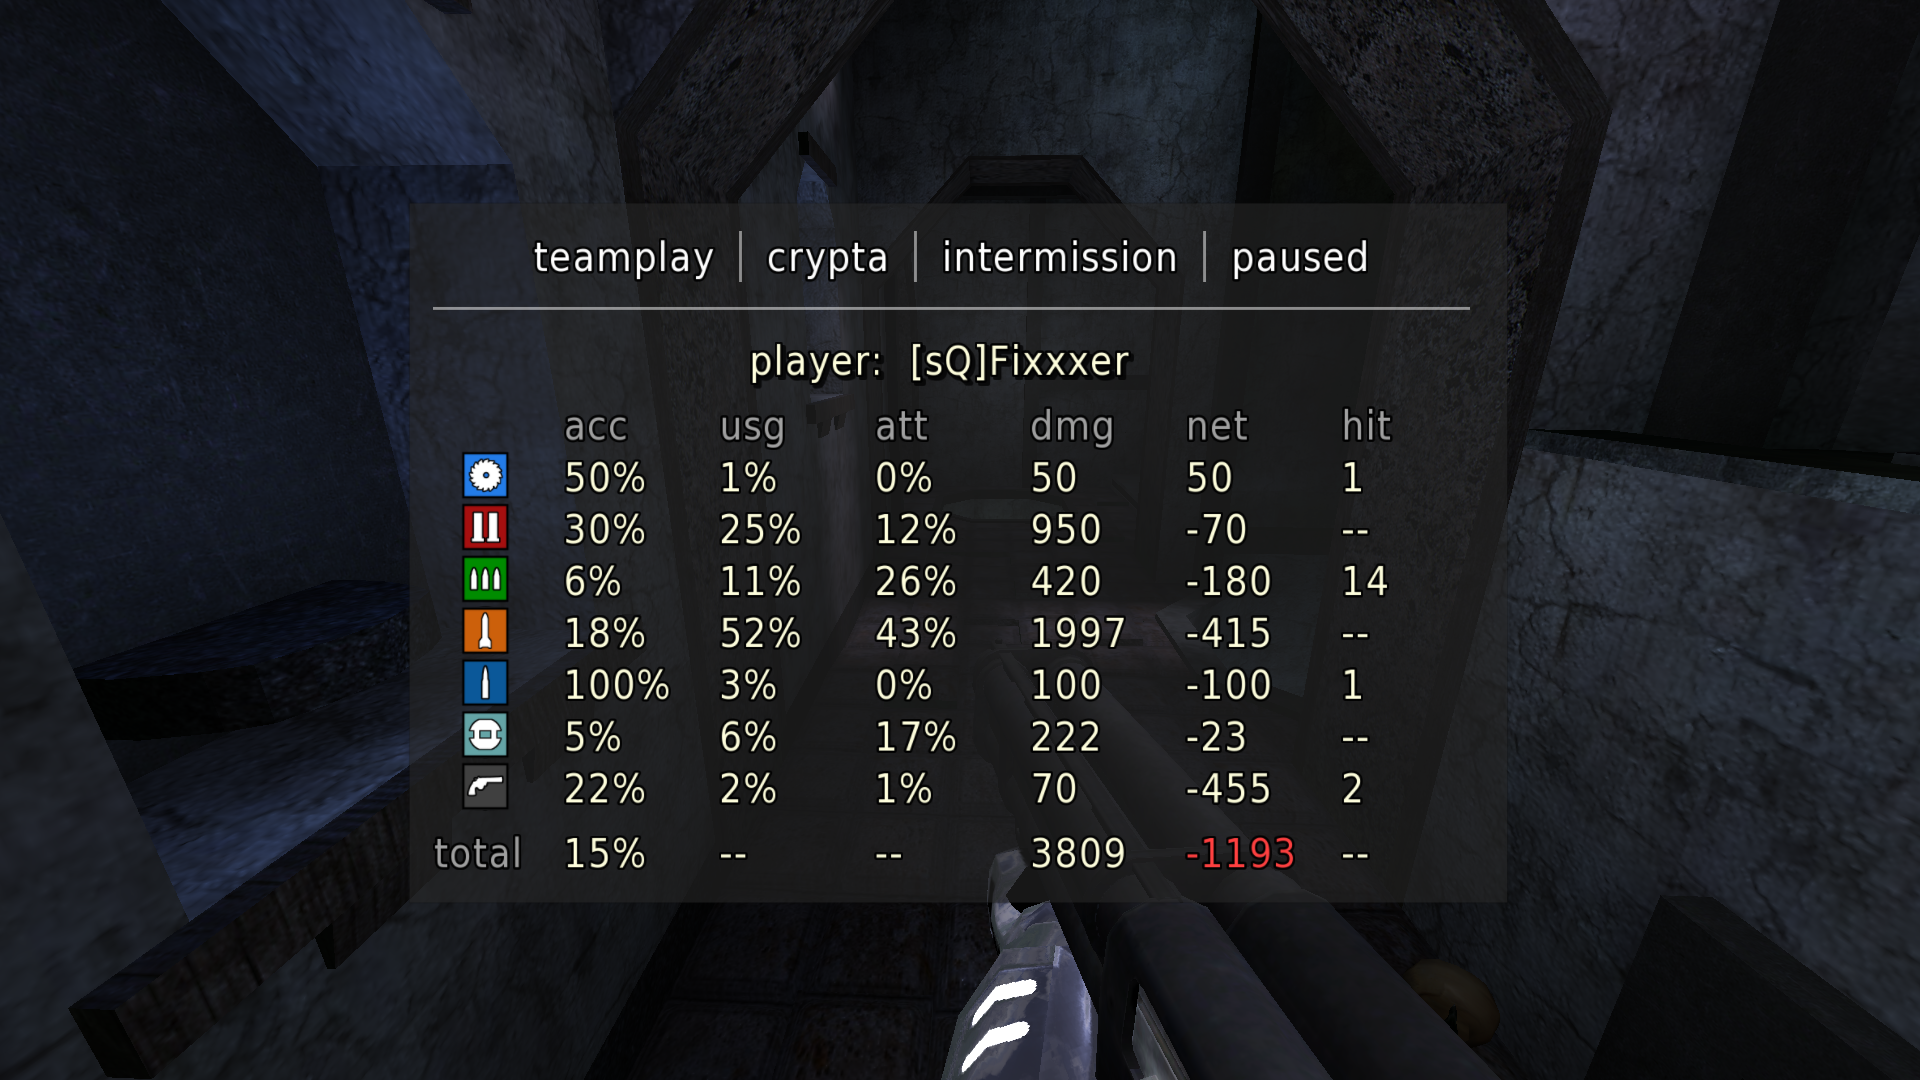 teamplay | crypta | intermission | paused
player: [sQ]Fixxxer
acc usg att dmg net hit
50% 1% 0% 50 50 1
30% 25% 12% 950 -70 --
6% 11% 26% 420 -180 14
18% 52% 43% 1997 -415 --
100% 3% 0% 100 -100 1
5% 6% 17% 222 -23 --
22% 2% 1% 70 -455 2
total 15% -- -- 3809 -1193 --